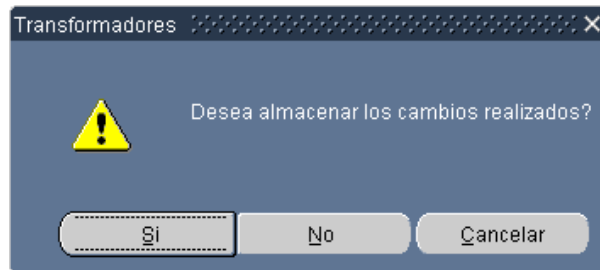 Transformadores
Desea almacenar los cambios realizados?
Si No Cancelar